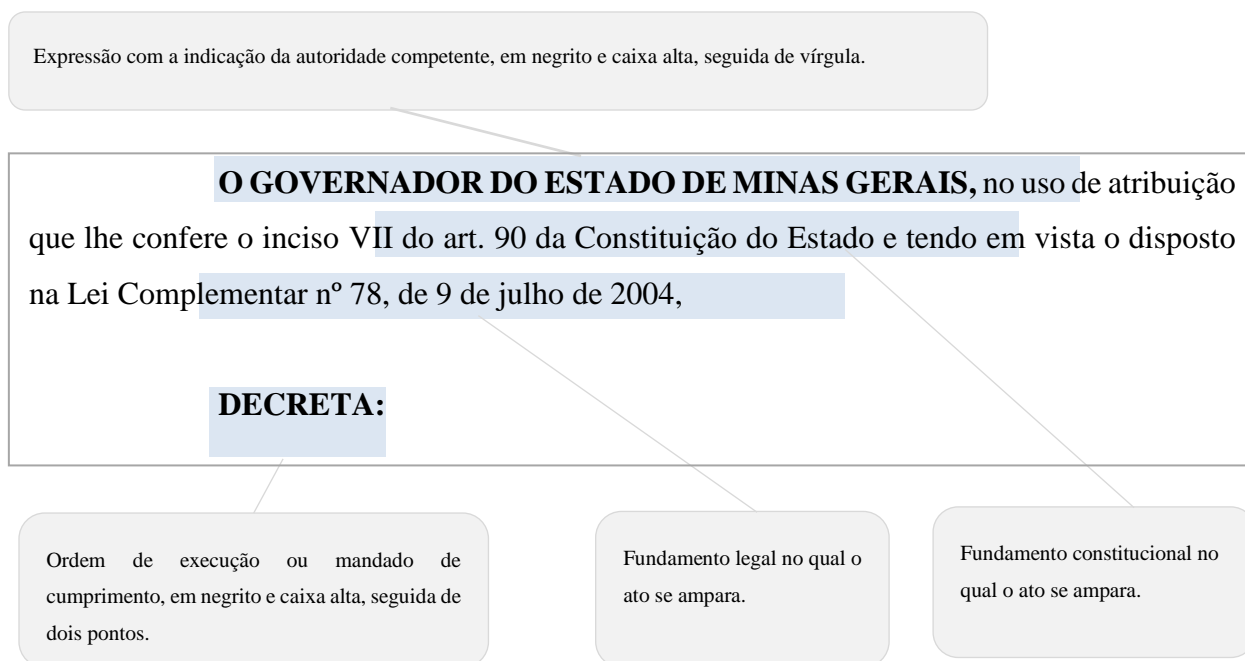 Expressão com a indicação da autoridade competente, em negrito e caixa alta, seguida de vírgula.
O GOVERNADOR DO ESTADO DE MINAS GERAIS, no uso de atribuição
que lhe confere o inciso VII do art. 90 da Constituição do Estado e tendo em vista o disposto
na Lei Complementar nº 78, de 9 de julho de 2004,
DECRETA:
Ordem de execução ou mandado de
cumprimento, em negrito e caixa alta, seguida de
dois pontos.
Fundamento legal no qual o
ato se ampara.
Fundamento constitucional no
qual o ato se ampara.